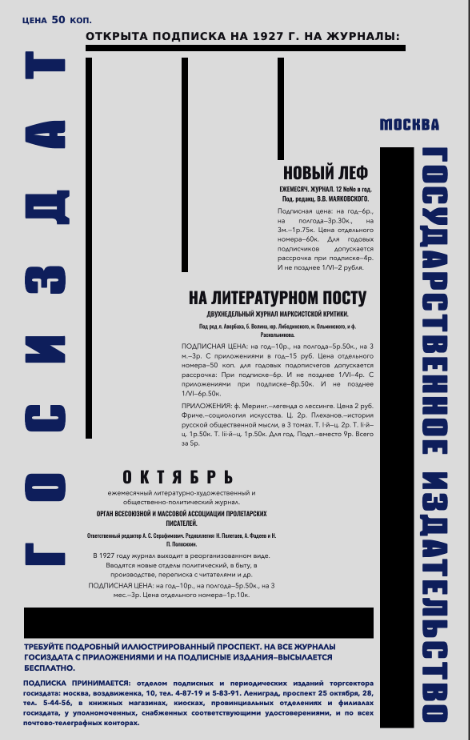 ЦЕНА 50 КОП.
ОТКРЫТА ПОДПИСКА НА 1927 Г. НА ЖУРНАЛЫ:
ГОСИЗДАТ
МОСКВА
ГОСУДАРСТВЕННОЕ ИЗДАТЕЛЬСТВО
НОВЫЙ ЛЕФ
ЕЖЕМЕСЯЧ. ЖУРНАЛ. 12 №№ в год.
Под. редакц. В.В. МАЯКОВСКОГО.
Подписная цена: на год–6р.,
на полгода–3р.30к., на
3м.–1р.75к. Цена отдельного
номера–60к. Для годовых
подписчиков допускается
рассрочка при подписке–4р.
И не позднее 1/VI–2 рубля.
НА ЛИТЕРАТУРНОМ ПОСТУ
ДВУХНЕДЕЛЬНЫЙ ЖУРНАЛ МАРКСИСТСКОЙ КРИТИКИ.
Под ред л. Авербаха, б. Волина, юр. Либединского, м. Ольминского, и ф.
Раскольникова.
ПОДПИСНАЯ ЦЕНА: на год–10р., на полгода–5р.50к., на 3
м.–3р. С приложениями в год–15 руб. Цена отдельного
номера–50 коп. для годовых подписчегов допускается
рассрочка: При подписке–6р. И не позднее 1/VI–4р. С
приложениями при подписке–8р.50к. И не позднее
1/VI–6р.50к.
ПРИЛОЖЕНИЯ: ф. Меринг.–легенда о лессинге. Цена 2 руб.
Фриче.–социология искусства. Ц. 2р. Плеханов.–история
русской общественной мысли, в 3 томах. Т. I-й–ц. 2р. Т. II-й–
ц. 1р.50к. Т. Iii-й–ц. 1р.50к. Для год. Подп.–вместо 9р. Всего
за 5р.
ОКТЯБРЬ
ежемесячный литературно-художественный и
общественно-политический журнал.
ОРГАН ВСЕСОЮЗНОЙ И МАССОВОЙ АССОЦИАЦИИ ПРОЛЕТАРСКИХ
ПИСАТЕЛЕЙ.
Ответственный редактор А. С. Серафимович, Редколлегия: Н. Полетаев, А. Фадеев и Н.
П. Полосихин.
В 1927 году журнал выходит в реорганизованном виде.
Вводятся новые отделы политический, в быту, в
производстве, переписка с читателями и др.
ПОДПИСНАЯ ЦЕНА: на год–10р., на полгода–5р.50к., на 3
мес.–3р. Цена отдельного номера–1р.10к.
ТРЕБУЙТЕ ПОДРОБНЫЙ ИЛЛЮСТРИРОВАННЫЙ ПРОСПЕКТ. НА ВСЕ ЖУРНАЛЫ
ГОСИЗДАТА С ПРИЛОЖЕНИЯМИ И НА ПОДПИСНЫЕ ИЗДАНИЯ–ВЫСЫЛАЕТСЯ
БЕСПЛАТНО.
ПОДПИСКА ПРИНИМАЕТСЯ: отделом подписных и периодических изданий торгсектора
госиздата: москва, воздвиженка, 10, тел. 4-87-19 и 5-83-91. Ленинград, проспект 25 октября, 28,
тел. 5-44-56, в книжных магазинах, киосках, провинциальных отделениях и филиалах
госиздата, у уполномоченных, снабженных соответствующими удостоверениями, и по всех
почтово-телеграфных конторах.